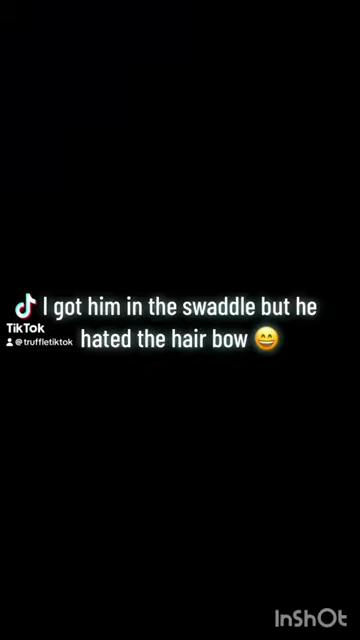 I got him in the swaddle but he
hated the hair bow 😄
TikTok
@truffletiktok
InShOt